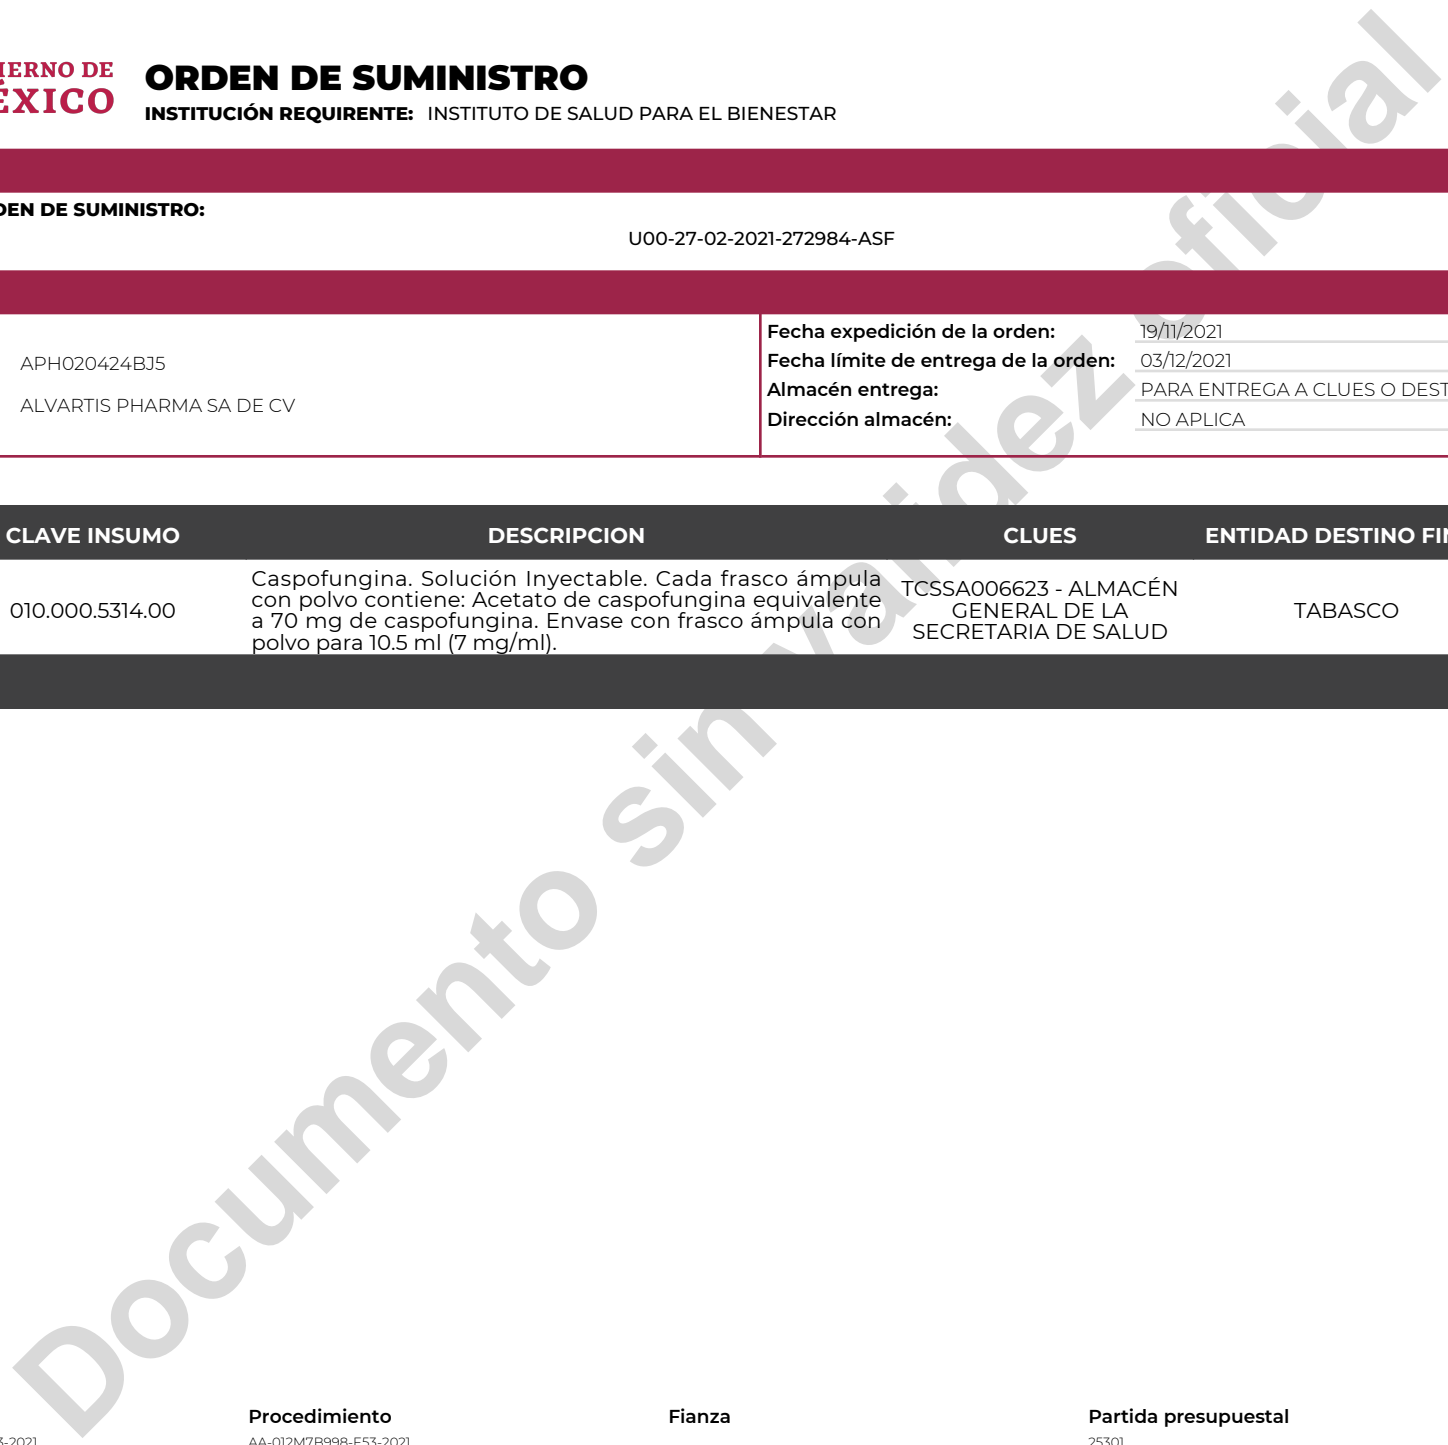 IERNO DE
ÉXICO
ORDEN DE SUMINISTRO
INSTITUCIÓN REQUIRENTE: INSTITUTO DE SALUD PARA EL BIENESTAR
DEN DE SUMINISTRO:
U00-27-02-2021-272984-ASF
APH020424BJ5
ALVARTIS PHARMA SA DE CV
Fecha expedición de la orden: 19/11/2021
Fecha límite de entrega de la orden: 03/12/2021
Almacén entrega: PARA ENTREGA A CLUES O DEST
Dirección almacén: NO APLICA
CLAVE INSUMO DESCRIPCION CLUES ENTIDAD DESTINO FIN
010.000.5314.00
Caspofungina. Solución Inyectable. Cada frasco ámpula
con polvo contiene: Acetato de caspofungina equivalente
a 70 mg de caspofungina. Envase con frasco ámpula con
polvo para 10.5 ml (7 mg/ml).
TCSSA006623 - ALMACÉN
GENERAL DE LA
SECRETARIA DE SALUD
TABASCO
Documento sin validez oficial
Procedimiento Fianza Partida presupuestal
3-2021 AA-012M7B998-E53-2021 25301